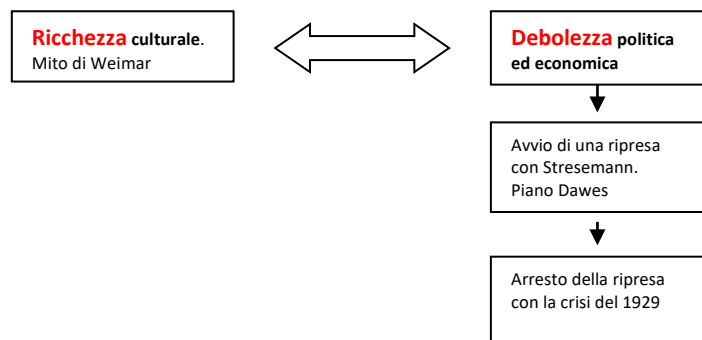 Ricchezza culturale.
Mito di Weimar
Debolezza politica
ed economica
Avvio di una ripresa
con Stresemann.
Piano Dawes
Arresto della ripresa
con la crisi del 1929